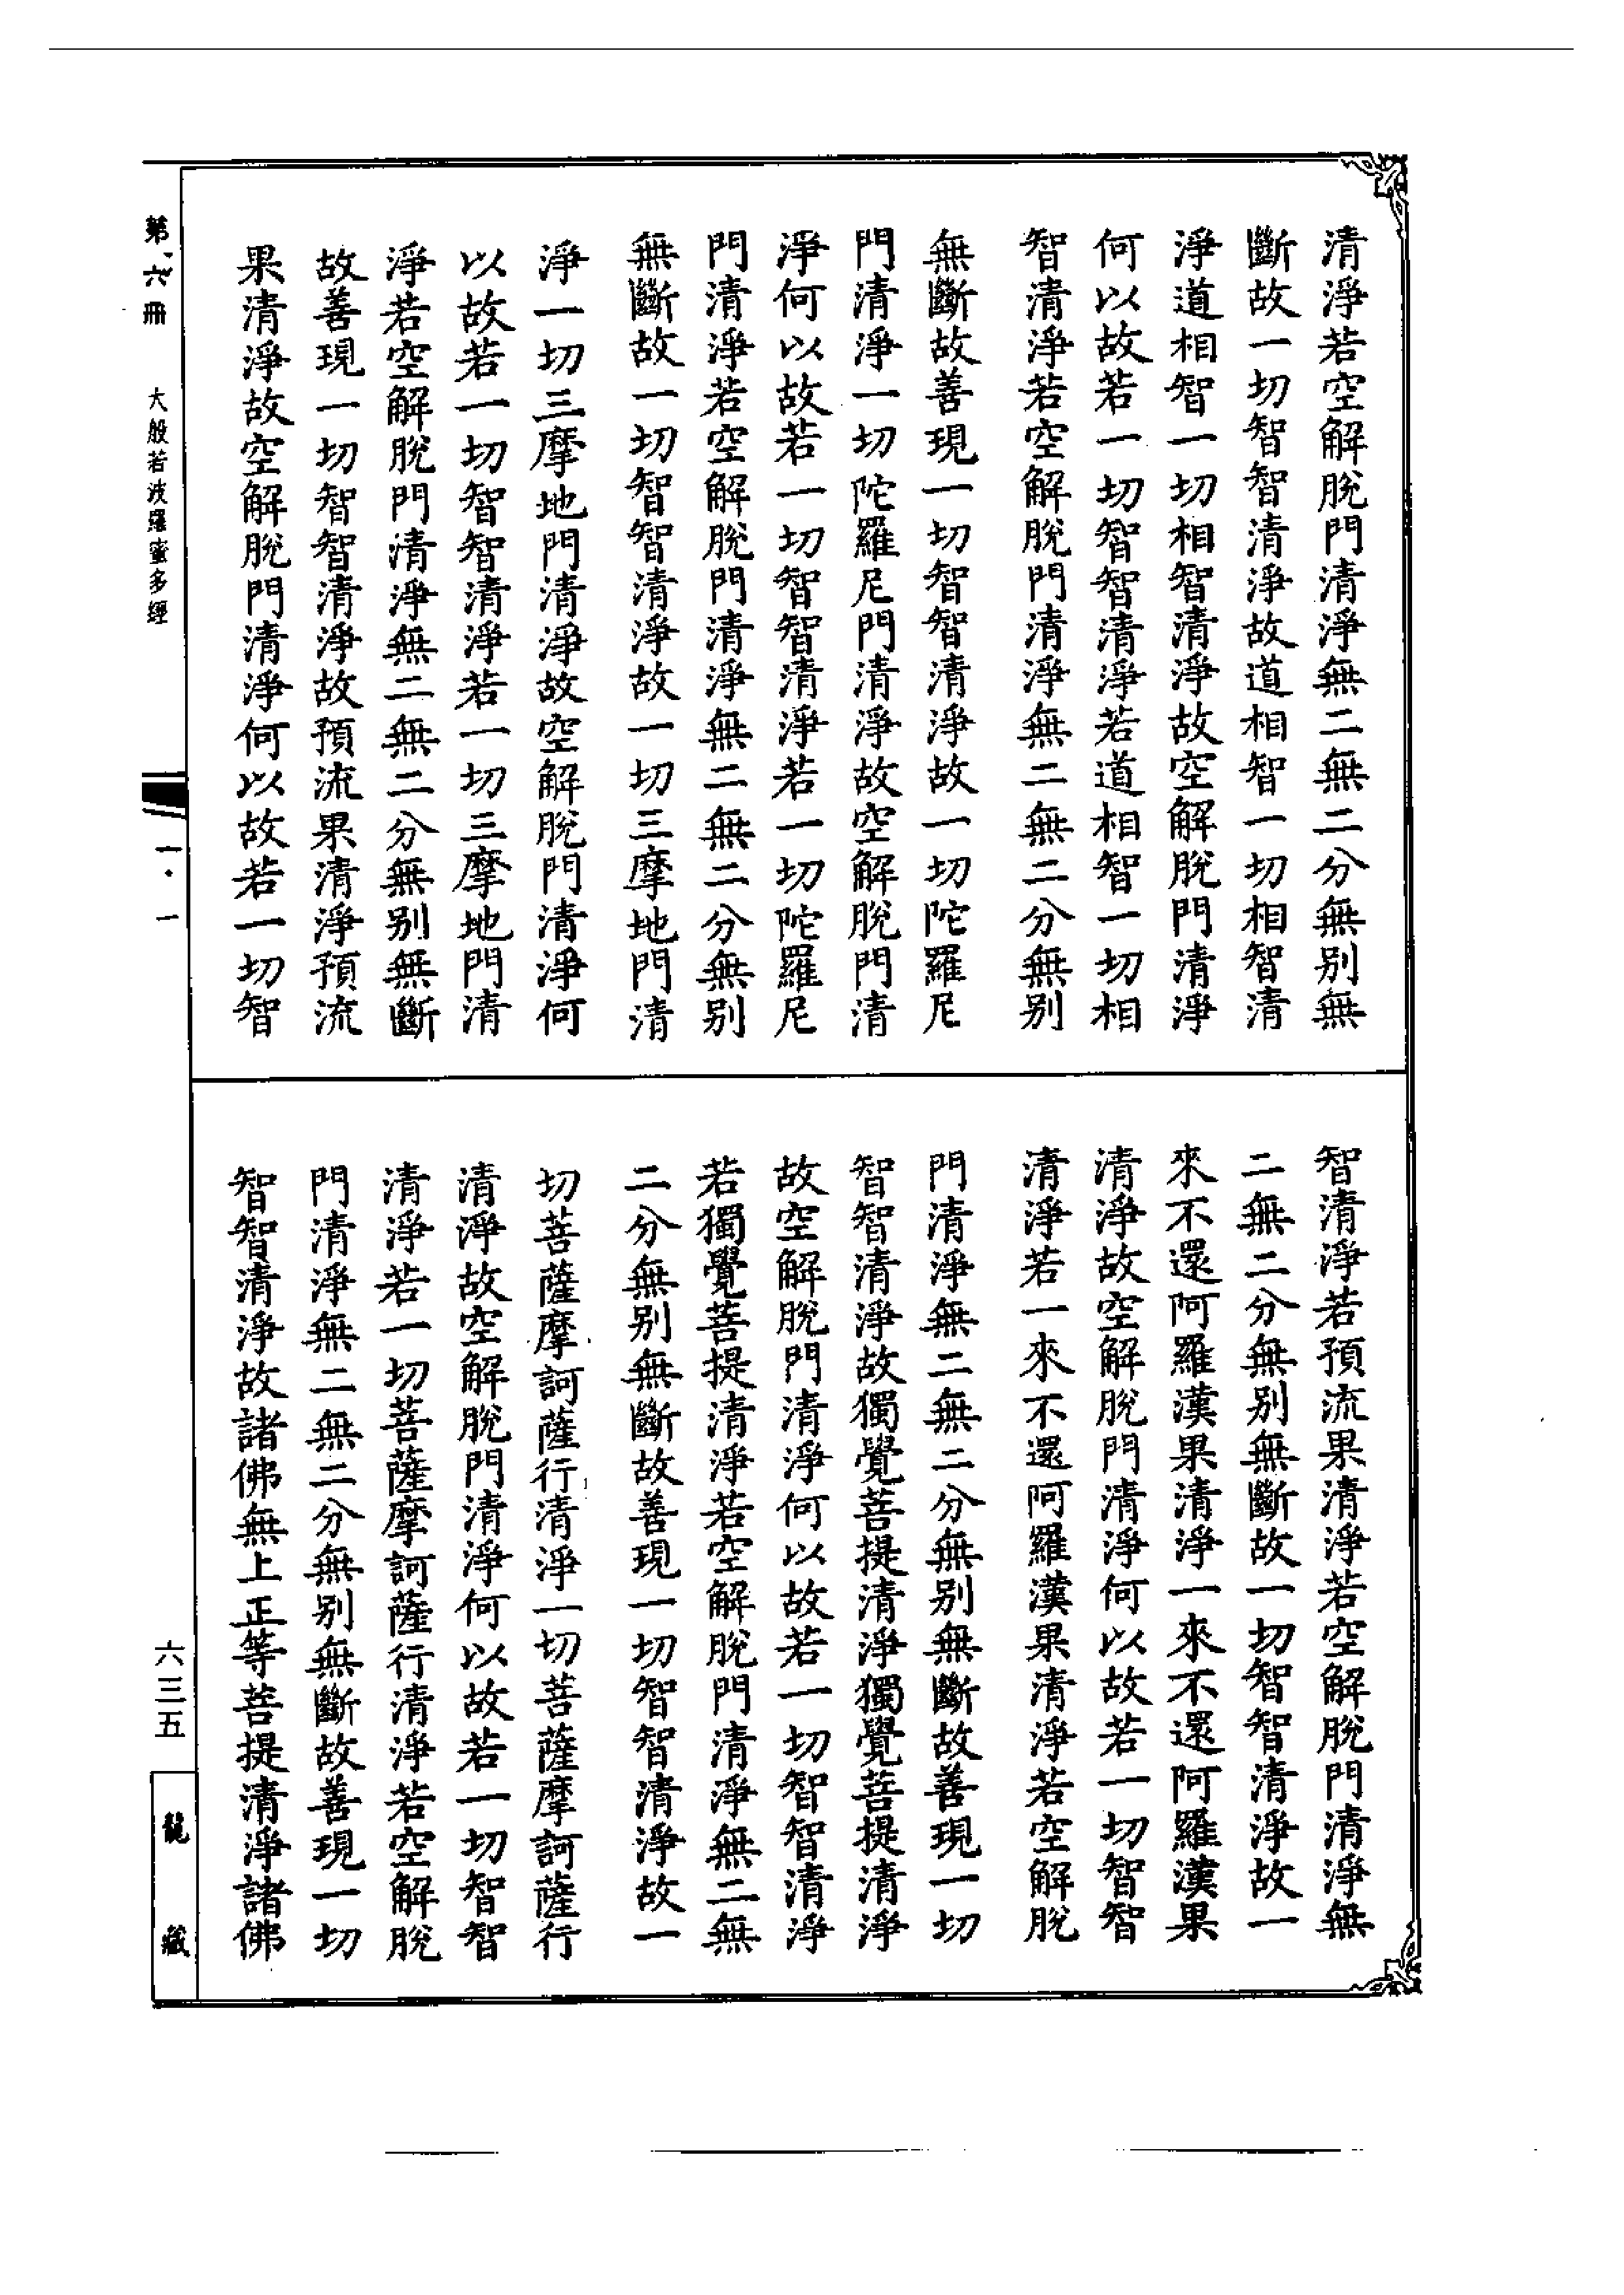 清淨若空解脫門清淨無二無二分無別無
斷故一切智智清淨故道相智一切相智清
淨道相智一切相智清淨故空解脫門清淨
何以故若一切智智清淨若道相智一切相
智清淨若空解脫門清淨無二無二分無別
無斷故善現一切智智清淨故一切陀羅尼
門清淨一切陀羅尼門清淨故空解脫門清
淨何以故若一切智智清淨若一切陀羅尼
門清淨若空解脫門清淨無二無二分無別
無斷故一切智智清淨故一切三摩地門清
淨一切三摩地門清淨故空解脫門清淨何
以故若一切智智清淨若一切三摩地門清
淨若空解脫門清淨無二無二分無別無斷
故善現一切智智清淨故預流果清淨預流
果清淨故空解脫門清淨何以故若一切智
智清淨若預流果清淨若空解脫門清淨無
二無二分無別無斷故一切智智清淨故一
來不還阿羅漢果清淨一來不還阿羅漢果
清淨故空解脫門清淨何以故若一切智智
清淨若一來不還阿羅漢果清淨若空解脫
門清淨無二無二分無別無斷故善現一切
智智清淨故獨覺菩提清淨獨覺菩提清淨
故空解脫門清淨何以故若一切智智清淨
若獨覺菩提清淨若空解脫門清淨無二無
二分無別無斷故善現一切智智清淨故一
切菩薩摩訶薩行清淨一切菩薩摩訶薩行
清淨故空解脫門清淨何以故若一切智智
清淨若一切菩薩摩訶薩行清淨若空解脫
門清淨無二無二分無別無斷故善現一切
智智清淨故諸佛無上正等菩提清淨諸佛
第六冊
大般若波羅蜜多經
一·一
六三五
龍藏